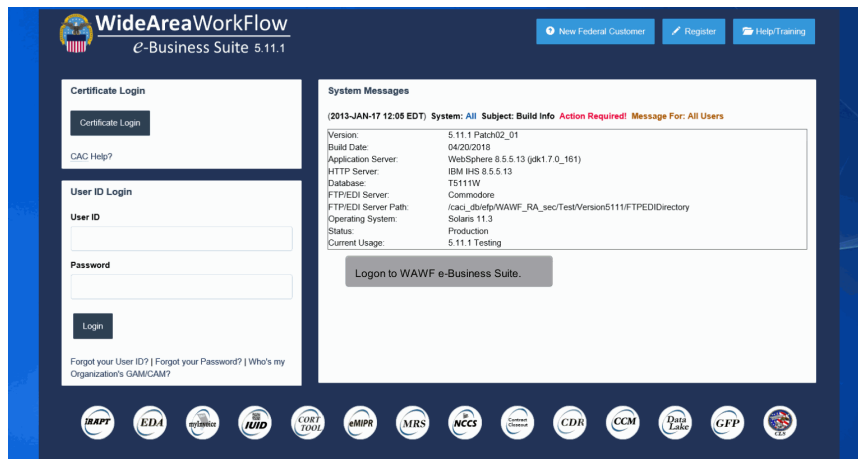 WideAreaWorkFlow
e-Business Suite 5.11.1
New Federal Customer
Register
Help/Training
Certificate Login
Certificate Login
CAC Help?
User ID Login
User ID
Password
Login
Forgot your User ID? | Forgot your Password? | Who's my
Organization's GAM/CAM?
System Messages
(2013-JAN-17 12:05 EDT) System: All Subject: Build Info Action Required! Message For: All Users
Version: 5.11.1 Patch02_01
Build Date: 04/20/2018
Application Server: WebSphere 8.5.5.13 (jdk1.7.0_161)
HTTP Server: IBM IHS 8.5.5.13
Database: T5111W
FTP/EDI Server: Commodore
FTP/EDI Server Path: /caci_db/efp/WAWF_RA_sec/Test/Version5111/FTPEDIDirectory
Operating System: Solaris 11.3
Status: Production
Current Usage: 5.11.1 Testing
Logon to WAWF e-Business Suite.
iRAPT
EDA
myInvoice
IUID
CORT
TOOL
eMIPR
MRS
NCCS
Contract
Closeout
CDR
CCM
Data
Lake
GFP
CLS